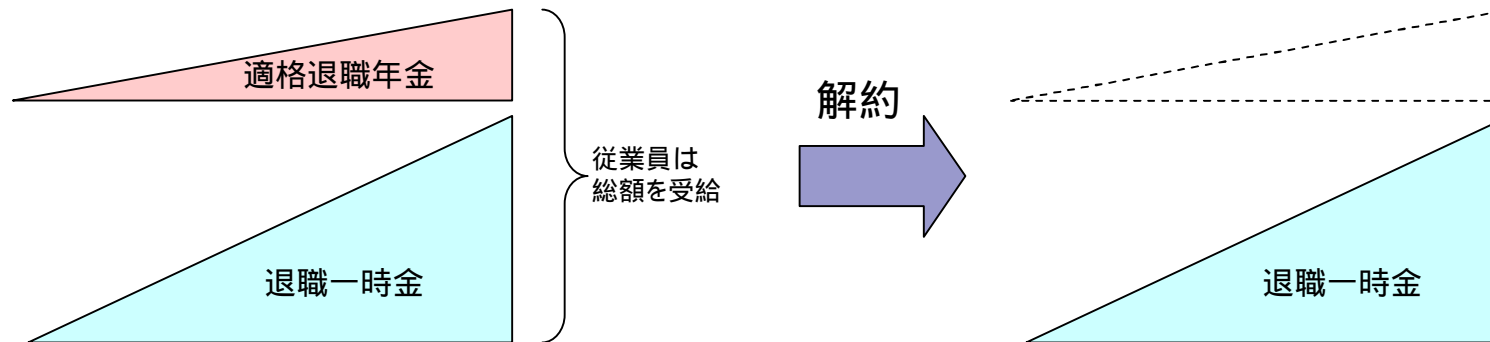 適格退職年金
従業員は
総額を受給
退職一時金
解約
退職一時金